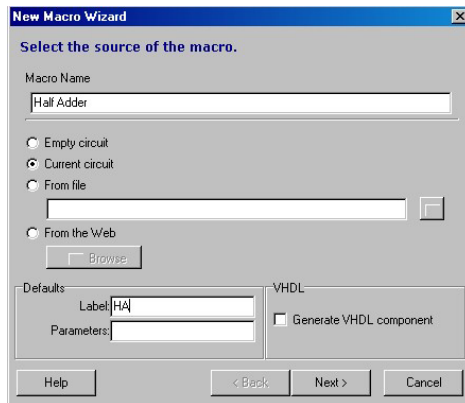 New Macro Wizard
Select the source of the macro.
Macro Name
Half Adder
Empty circuit
Current circuit
From file
From the Web
Browse
Defaults
Label: HA
Parameters:
VHDL
Generate VHDL component
Help
< Back
Next >
Cancel